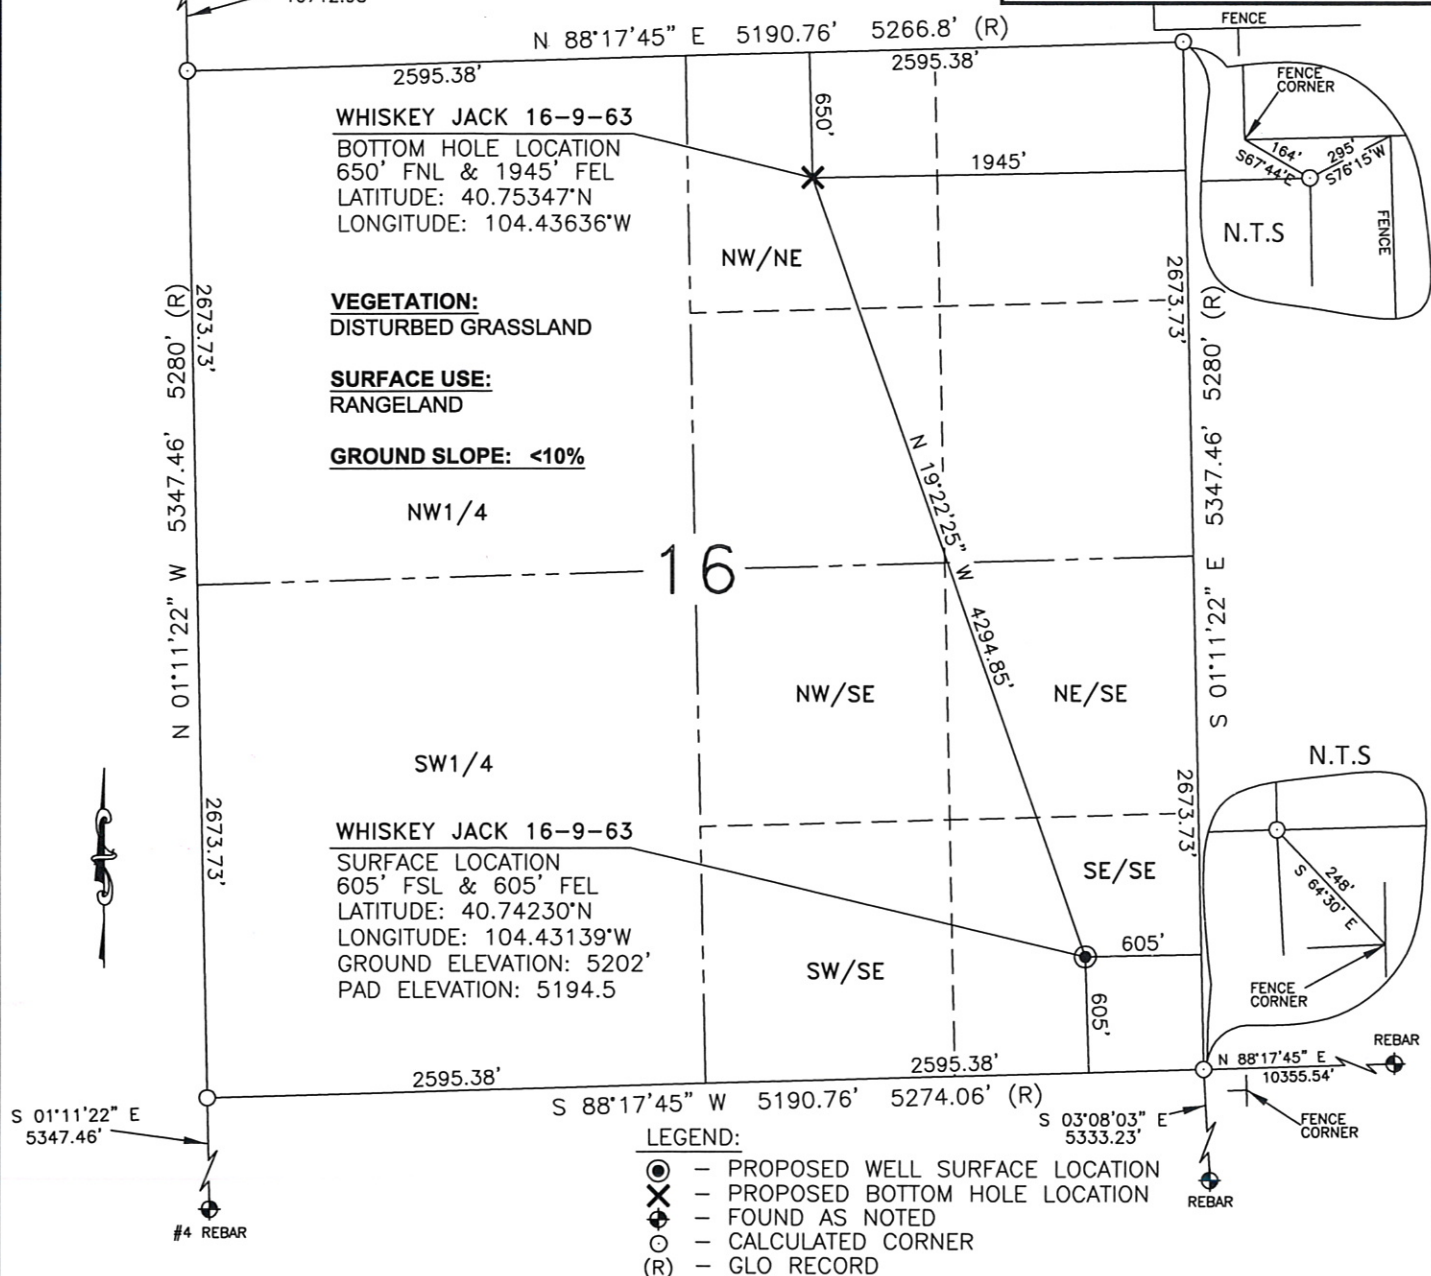 FENCE
N 88°17'45" E 5190.76' 5266.8' (R)
2595.38'
2595.38'
FENCE
CORNER
WHISKEY JACK 16-9-63
BOTTOM HOLE LOCATION
650' FNL & 1945' FEL
LATITUDE: 40.75347°N
LONGITUDE: 104.43636°W
650'
1945'
164'
S67°44'E
295'
S76°15'W
N.T.S
FENCE
NW/NE
VEGETATION:
DISTURBED GRASSLAND
SURFACE USE:
RANGELAND
GROUND SLOPE: <10%
NW1/4
2673.73'
N 01°11'22" W 5347.46' 5280' (R)
2673.73'
S 01°11'22" E 5347.46' 5280' (R)
N 19°22'25" W 4294.85'
16
NW/SE
NE/SE
SW1/4
N.T.S
2673.73'
2673.73'
WHISKEY JACK 16-9-63
SURFACE LOCATION
605' FSL & 605' FEL
LATITUDE: 40.74230°N
LONGITUDE: 104.43139°W
GROUND ELEVATION: 5202'
PAD ELEVATION: 5194.5
SE/SE
SW/SE
605'
605'
248'
S 64°30' E
FENCE
CORNER
REBAR
N 88°17'45" E
10355.54'
2595.38'
2595.38'
S 88°17'45" W 5190.76' 5274.06' (R)
S 01°11'22" E
5347.46'
S 03°08'03" E
5333.23'
FENCE
CORNER
LEGEND:
– PROPOSED WELL SURFACE LOCATION
– PROPOSED BOTTOM HOLE LOCATION
– FOUND AS NOTED
– CALCULATED CORNER
(R) – GLO RECORD
#4 REBAR
REBAR